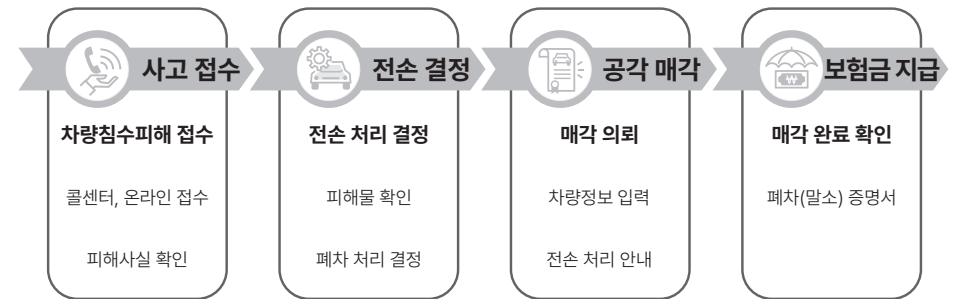 사고 접수
차량침수피해 접수
콜센터, 온라인 접수
피해사실 확인
전손 결정
전손 처리 결정
피해물 확인
폐차 처리 결정
공각 매각
매각 의뢰
차량정보 입력
전손 처리 안내
보험금 지급
매각 완료 확인
폐차(말소) 증명서
₩